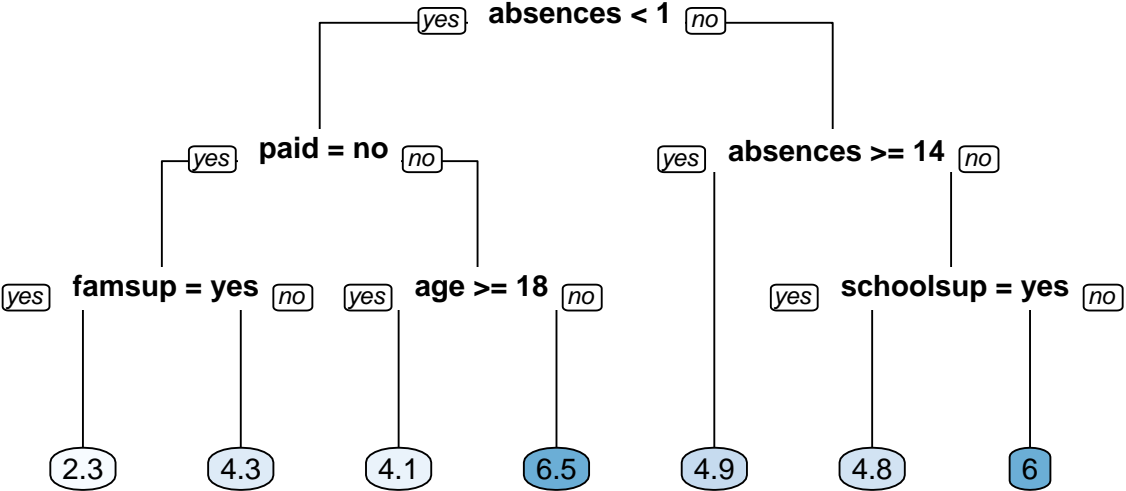 yes absences < 1 no
yes paid = no no
yes absences >= 14 no
yes famsup = yes no
yes age >= 18 no
yes schoolsup = yes no
2.3 4.3 4.1 6.5 4.9 4.8 6